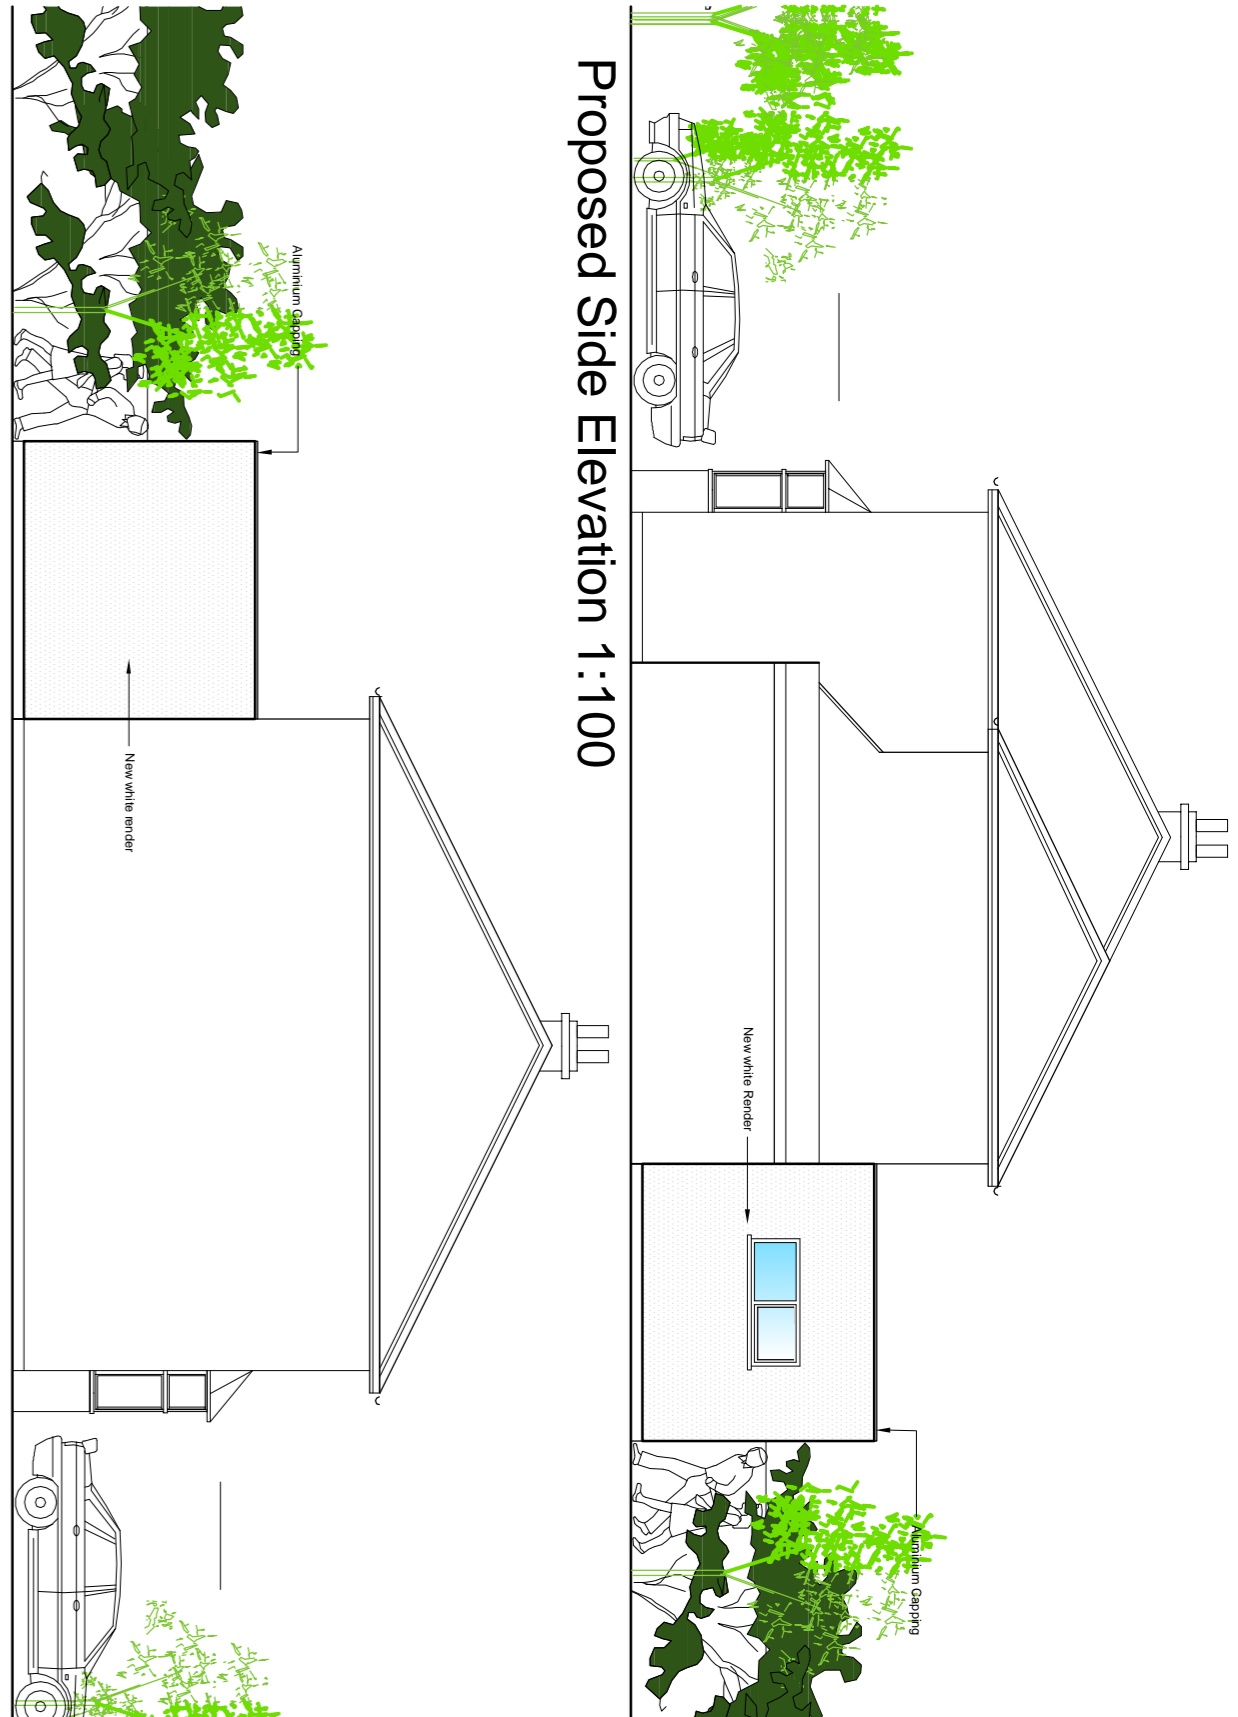 Aluminium Capping
New white Render
Proposed Side Elevation 1:100
Aluminium Capping
New white render